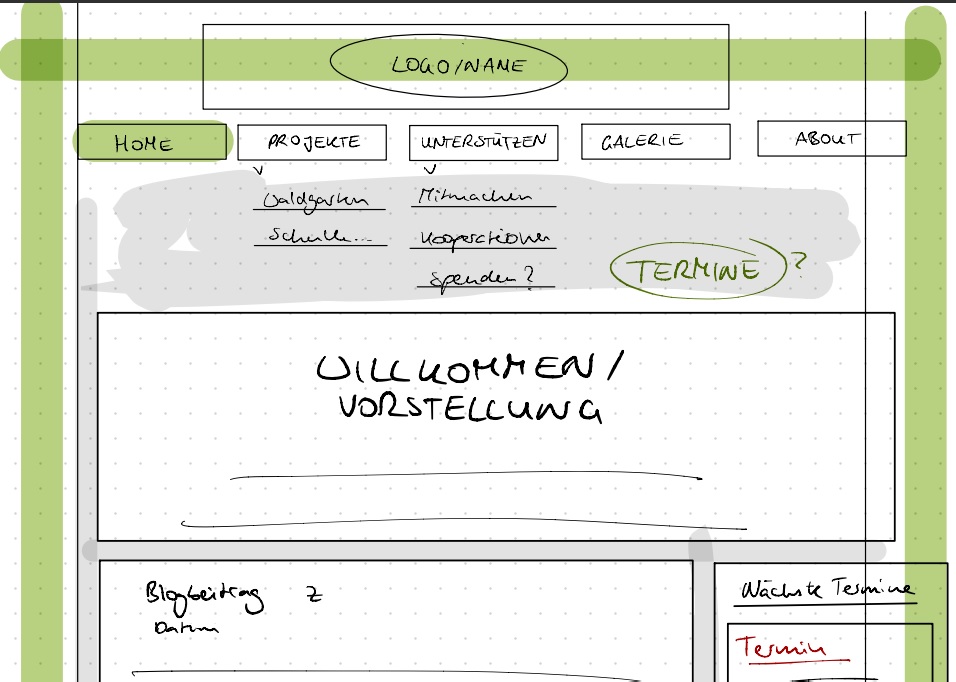 LOGO/NAME
HOME PROJEKTE UNTERSTÜTZEN GALERIE ABOUT
Waldgarten Mitmachen
Schule... Kooperationen
Spenden?
TERMINE ?
WILLKOMMEN/
VORSTELLUNG
Blogbeitrag 2
Datum
Nächste Termine
Termin